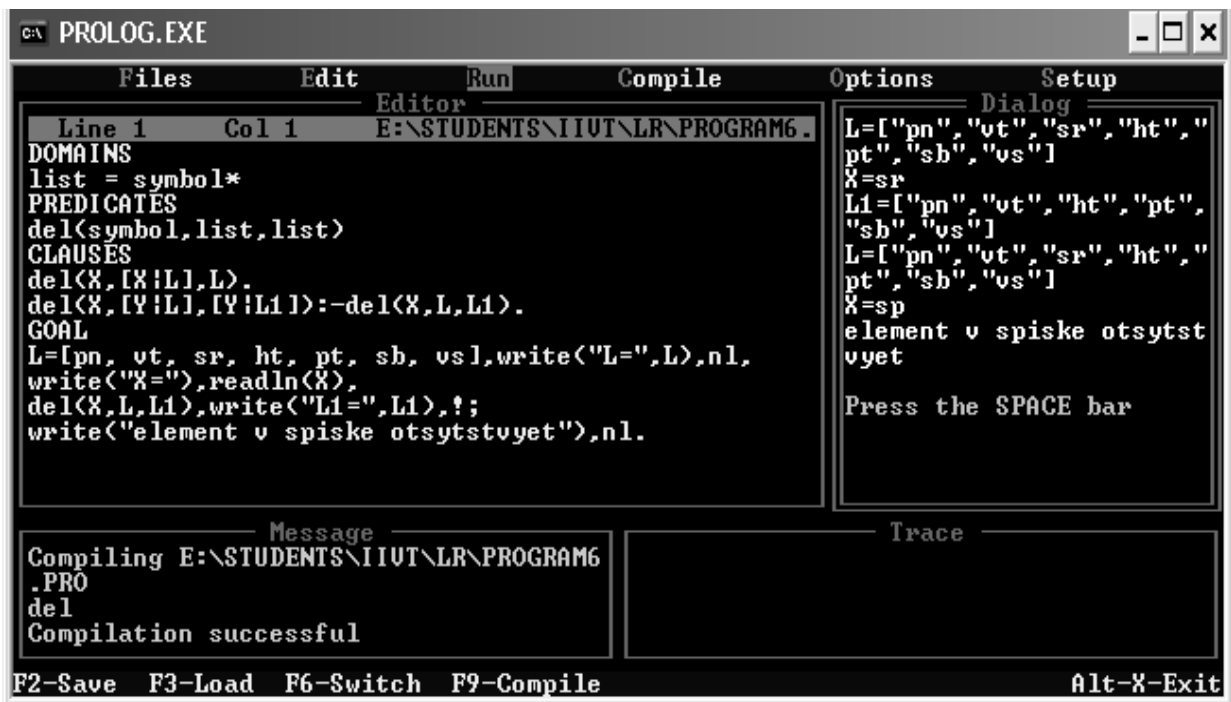 PROLOG.EXE
Files Edit Run Compile Options Setup
Editor
Line 1 Col 1 E:\STUDENTS\IIVT\LR\PROGRAM6.
DOMAINS
list = symbol*
PREDICATES
del(symbol,list,list)
CLAUSES
del(X,[X|L],L).
del(X,[Y|L],[Y|L1]):-del(X,L,L1).
GOAL
L=[pn, vt, sr, ht, pt, sb, vs],write("L=",L),nl,
write("X="),readln(X),
del(X,L,L1),write("L1=",L1),!;
write("element v spiske otsytstvyet"),nl.
Dialog
L=["pn","vt","sr","ht","
pt","sb","vs"]
X=sr
L1=["pn","vt","ht","pt",
"sb","vs"]
L=["pn","vt","sr","ht","
pt","sb","vs"]
X=sp
element v spiske otsytst
vyet
Press the SPACE bar
Message
Compiling E:\STUDENTS\IIVT\LR\PROGRAM6
.PRO
del
Compilation successful
Trace
F2-Save F3-Load F6-Switch F9-Compile Alt-X-Exit